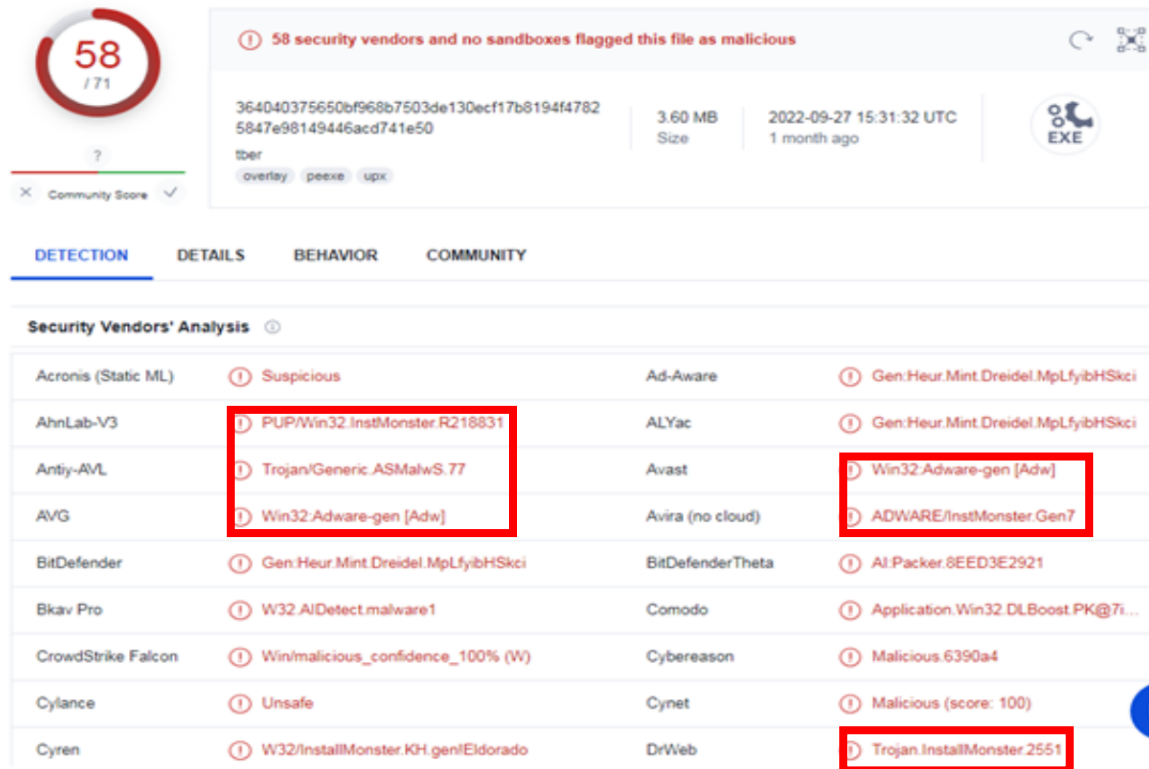 58
/ 71
?
Community Score
58 security vendors and no sandboxes flagged this file as malicious
364040375650bf968b7503de130ecf17b8194f4782
5847e98149446acd741e50
tber
overlay peexe upx
3.60 MB
Size
2022-09-27 15:31:32 UTC
1 month ago
EXE
DETECTION DETAILS BEHAVIOR COMMUNITY
Security Vendors' Analysis
Acronis (Static ML) Suspicious Ad-Aware Gen:Heur.Mint.Dreidel.MpLfyibHSkci
AhnLab-V3 PUP/Win32.InstMonster.R218831 ALYac Gen:Heur.Mint.Dreidel.MpLfyibHSkci
Antiy-AVL Trojan/Generic.ASMalwS.77 Avast Win32:Adware-gen [Adw]
AVG Win32:Adware-gen [Adw] Avira (no cloud) ADWARE/InstMonster.Gen7
BitDefender Gen:Heur.Mint.Dreidel.MpLfyibHSkci BitDefenderTheta AI:Packer.8EED3E2921
Bkav Pro W32.AIDetect.malware1 Comodo Application.Win32.DLBoost.PK@7i...
CrowdStrike Falcon Win/malicious_confidence_100% (W) Cybereason Malicious.6390a4
Cylance Unsafe Cynet Malicious (score: 100)
Cyren W32/InstallMonster.KH.gen!Eldorado DrWeb Trojan.InstallMonster.2551